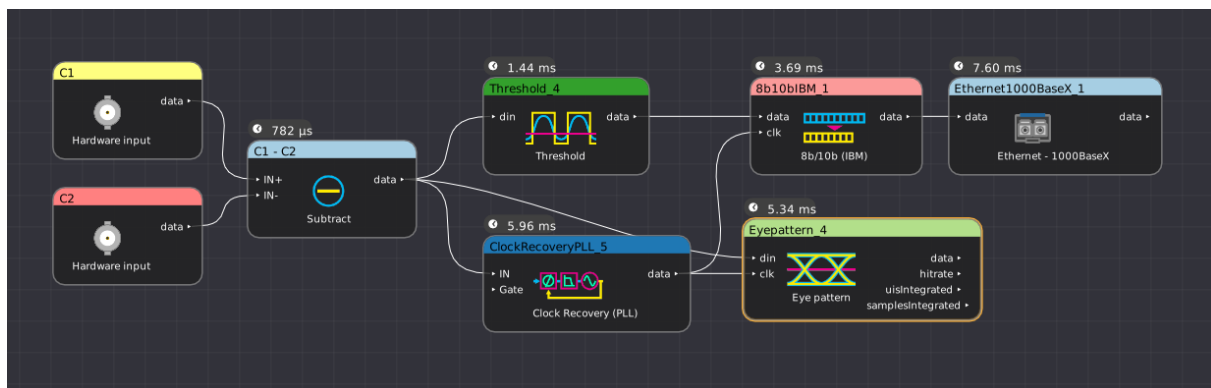 C1
data
Hardware input
C2
data
Hardware input
782 µs
C1 - C2
IN+
IN-
data
Subtract
1.44 ms
Threshold_4
din
data
Threshold
5.96 ms
ClockRecoveryPLL_5
IN
Gate
data
Clock Recovery (PLL)
3.69 ms
8b10bIBM_1
data
clk
data
8b/10b (IBM)
5.34 ms
Eyepattern_4
din
clk
data
hitrate
uisIntegrated
samplesIntegrated
Eye pattern
7.60 ms
Ethernet1000BaseX_1
data
data
Ethernet - 1000BaseX